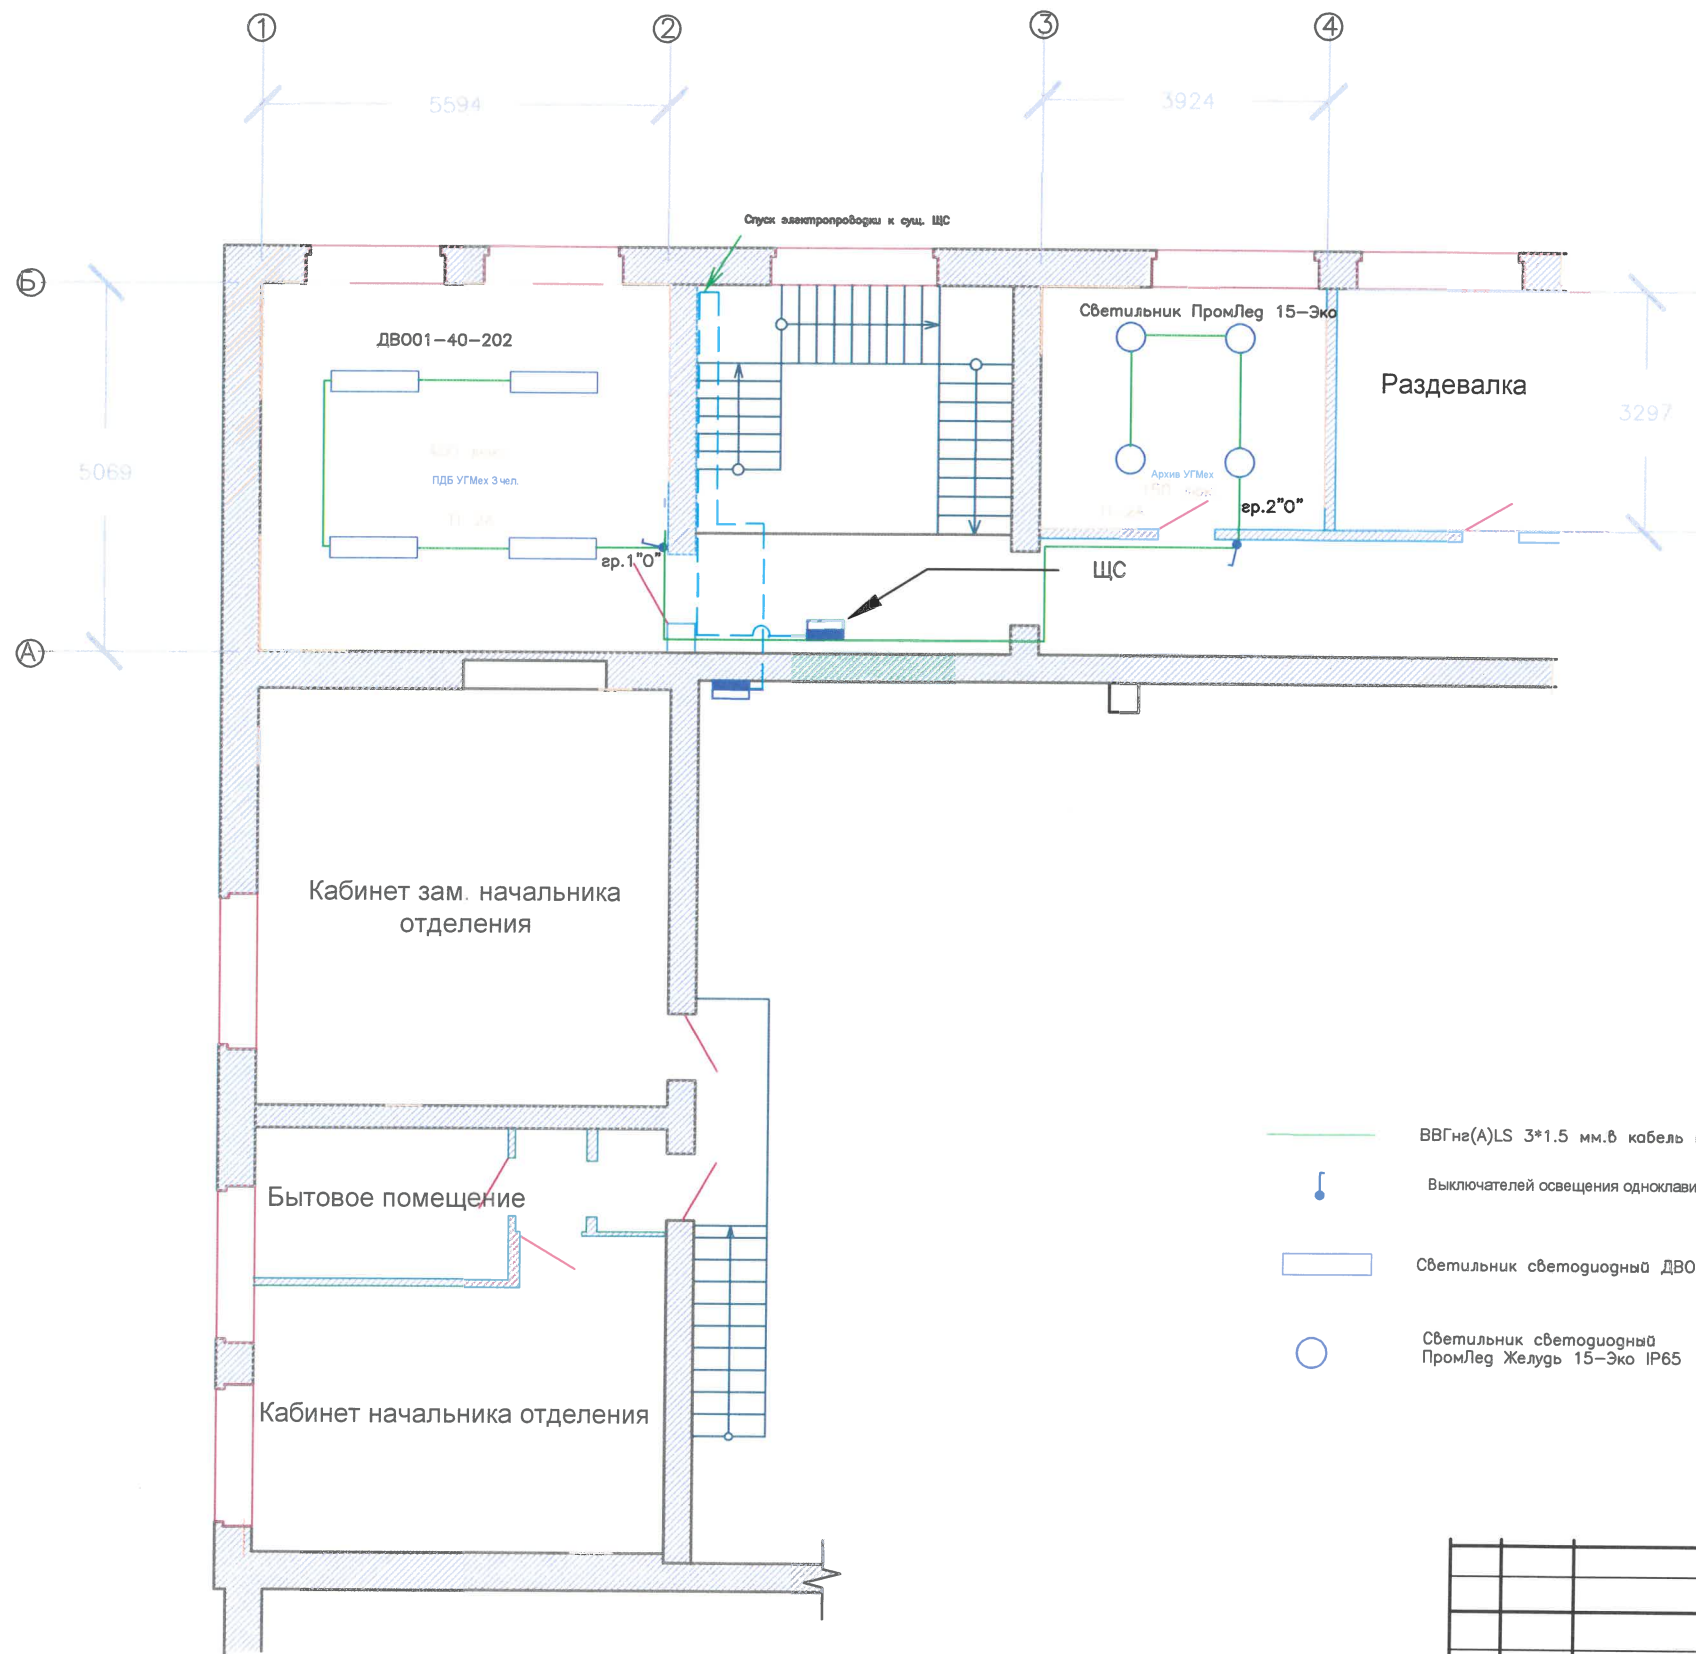 1 2 3 4
5594 3924
Спуск электропроводки к сущ. ЩС
Б
Светильник ПромЛед 15-Эко
ДВО01-40-202
Раздевалка
3297
5069
ПДБ УГМех 3 чел.
Архив УГМех
гр.2"О"
гр.1"О"
ЩС
А
Кабинет зам. начальника
отделения
ВВГнг(А)LS 3*1.5 мм.в кабель
Выключателей освещения одноклави
Бытовое помещение
Светильник светодиодный ДВО
Светильник светодиодный
ПромЛед Желудь 15-Эко IP65
Кабинет начальника отделения